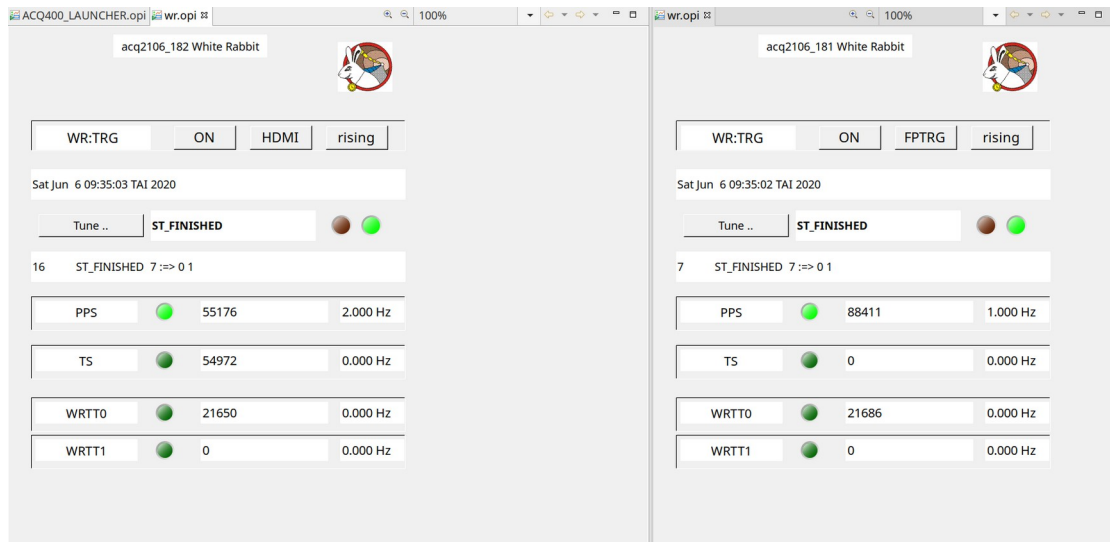 ACQ400_LAUNCHER.opi wr.opi 100%
acq2106_182 White Rabbit
WR:TRG ON HDMI rising
Sat Jun 6 09:35:03 TAI 2020
Tune .. ST_FINISHED
16 ST_FINISHED 7 :=> 0 1
PPS 55176 2.000 Hz
TS 54972 0.000 Hz
WRTT0 21650 0.000 Hz
WRTT1 0 0.000 Hz
wr.opi 100%
acq2106_181 White Rabbit
WR:TRG ON FPTRG rising
Sat Jun 6 09:35:02 TAI 2020
Tune .. ST_FINISHED
7 ST_FINISHED 7 :=> 0 1
PPS 88411 1.000 Hz
TS 0 0.000 Hz
WRTT0 21686 0.000 Hz
WRTT1 0 0.000 Hz